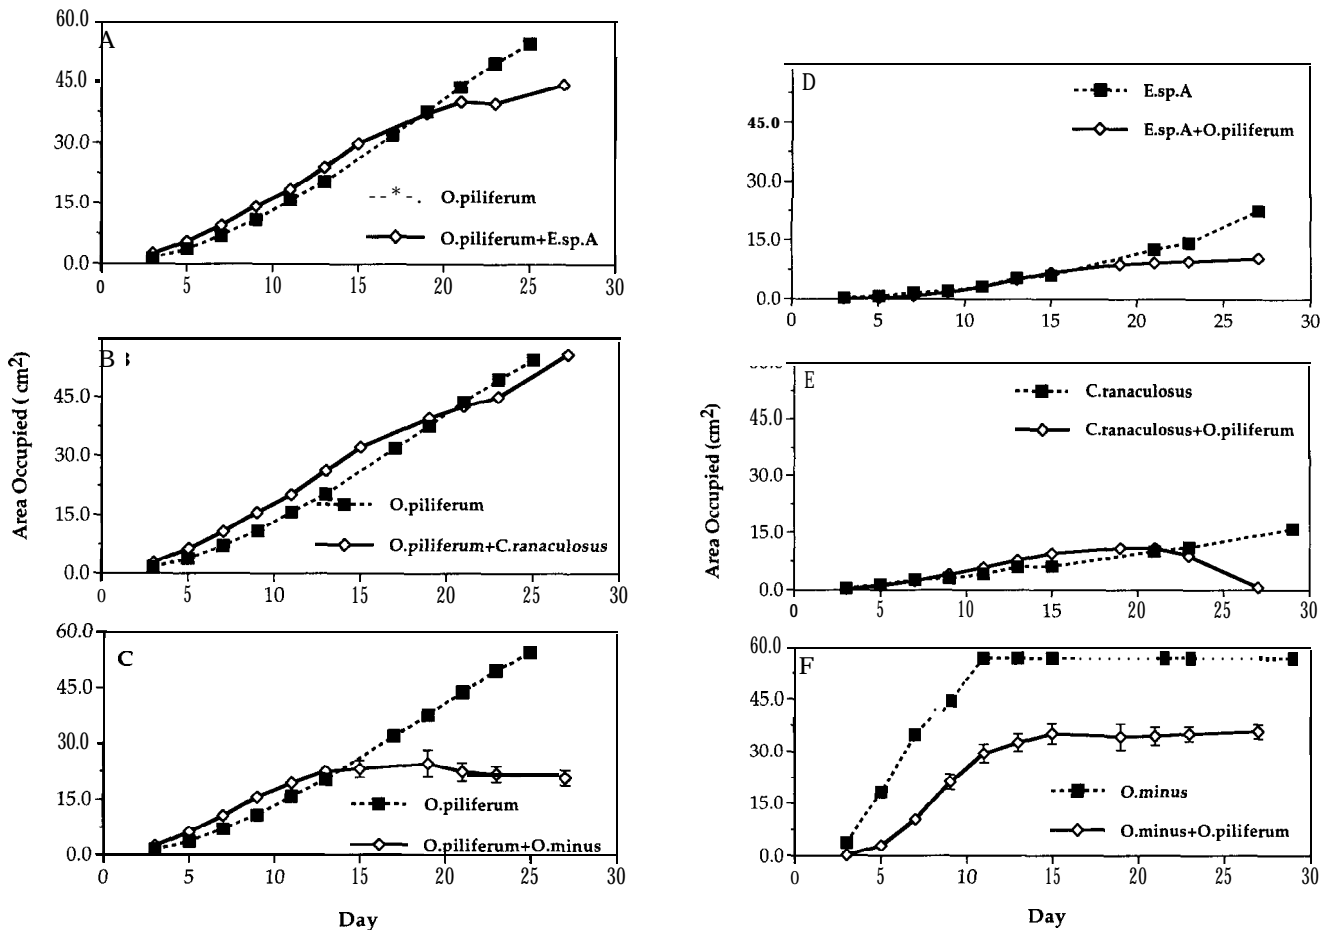 A
60.0
45.0
30.0
15.0
0.0
O.piliferum
O.piliferum+E.sp.A
0 5 10 15 20 25 30
B
45.0
30.0
15.0
0.0
O.piliferum
O.piliferum+C.ranaculosus
0 5 10 15 20 25 30
Area Occupied ( cm2)
C
60.0
45.0
30.0
15.0
0.0
O.piliferum
O.piliferum+O.minus
0 5 10 15 20 25 30
Day
D
45.0
30.0
15.0
0.0
E.sp.A
E.sp.A+O.piliferum
0 5 10 15 20 25 30
E
45.0
30.0
15.0
0.0
C.ranaculosus
C.ranaculosus+O.piliferum
0 5 10 15 20 25 30
Area Occupied (cm2)
F
60.0
45.0
30.0
15.0
0.0
O.minus
O.minus+O.piliferum
0 5 10 15 20 25 30
Day